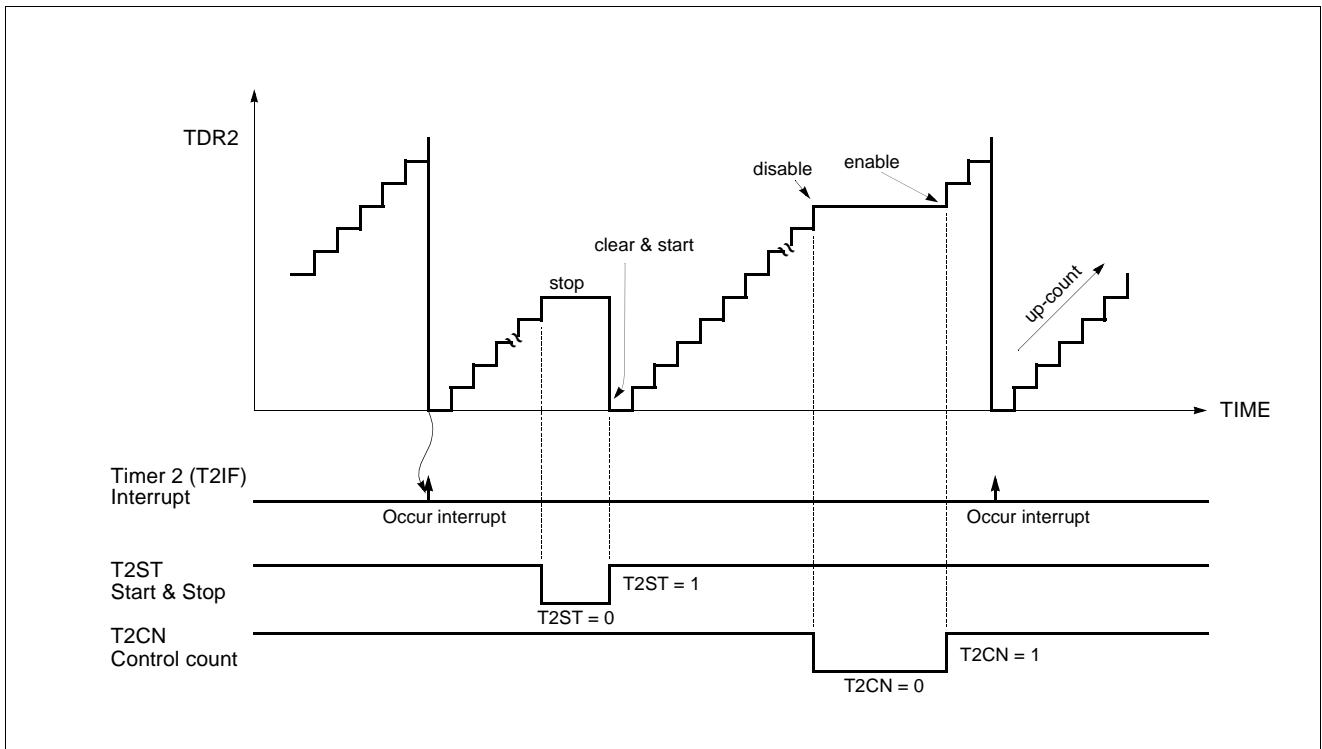 TDR2
disable
enable
clear & start
stop
up-count
TIME
Timer 2 (T2IF)
Interrupt
Occur interrupt
Occur interrupt
T2ST
Start & Stop
T2ST = 1
T2ST = 0
T2CN
Control count
T2CN = 1
T2CN = 0